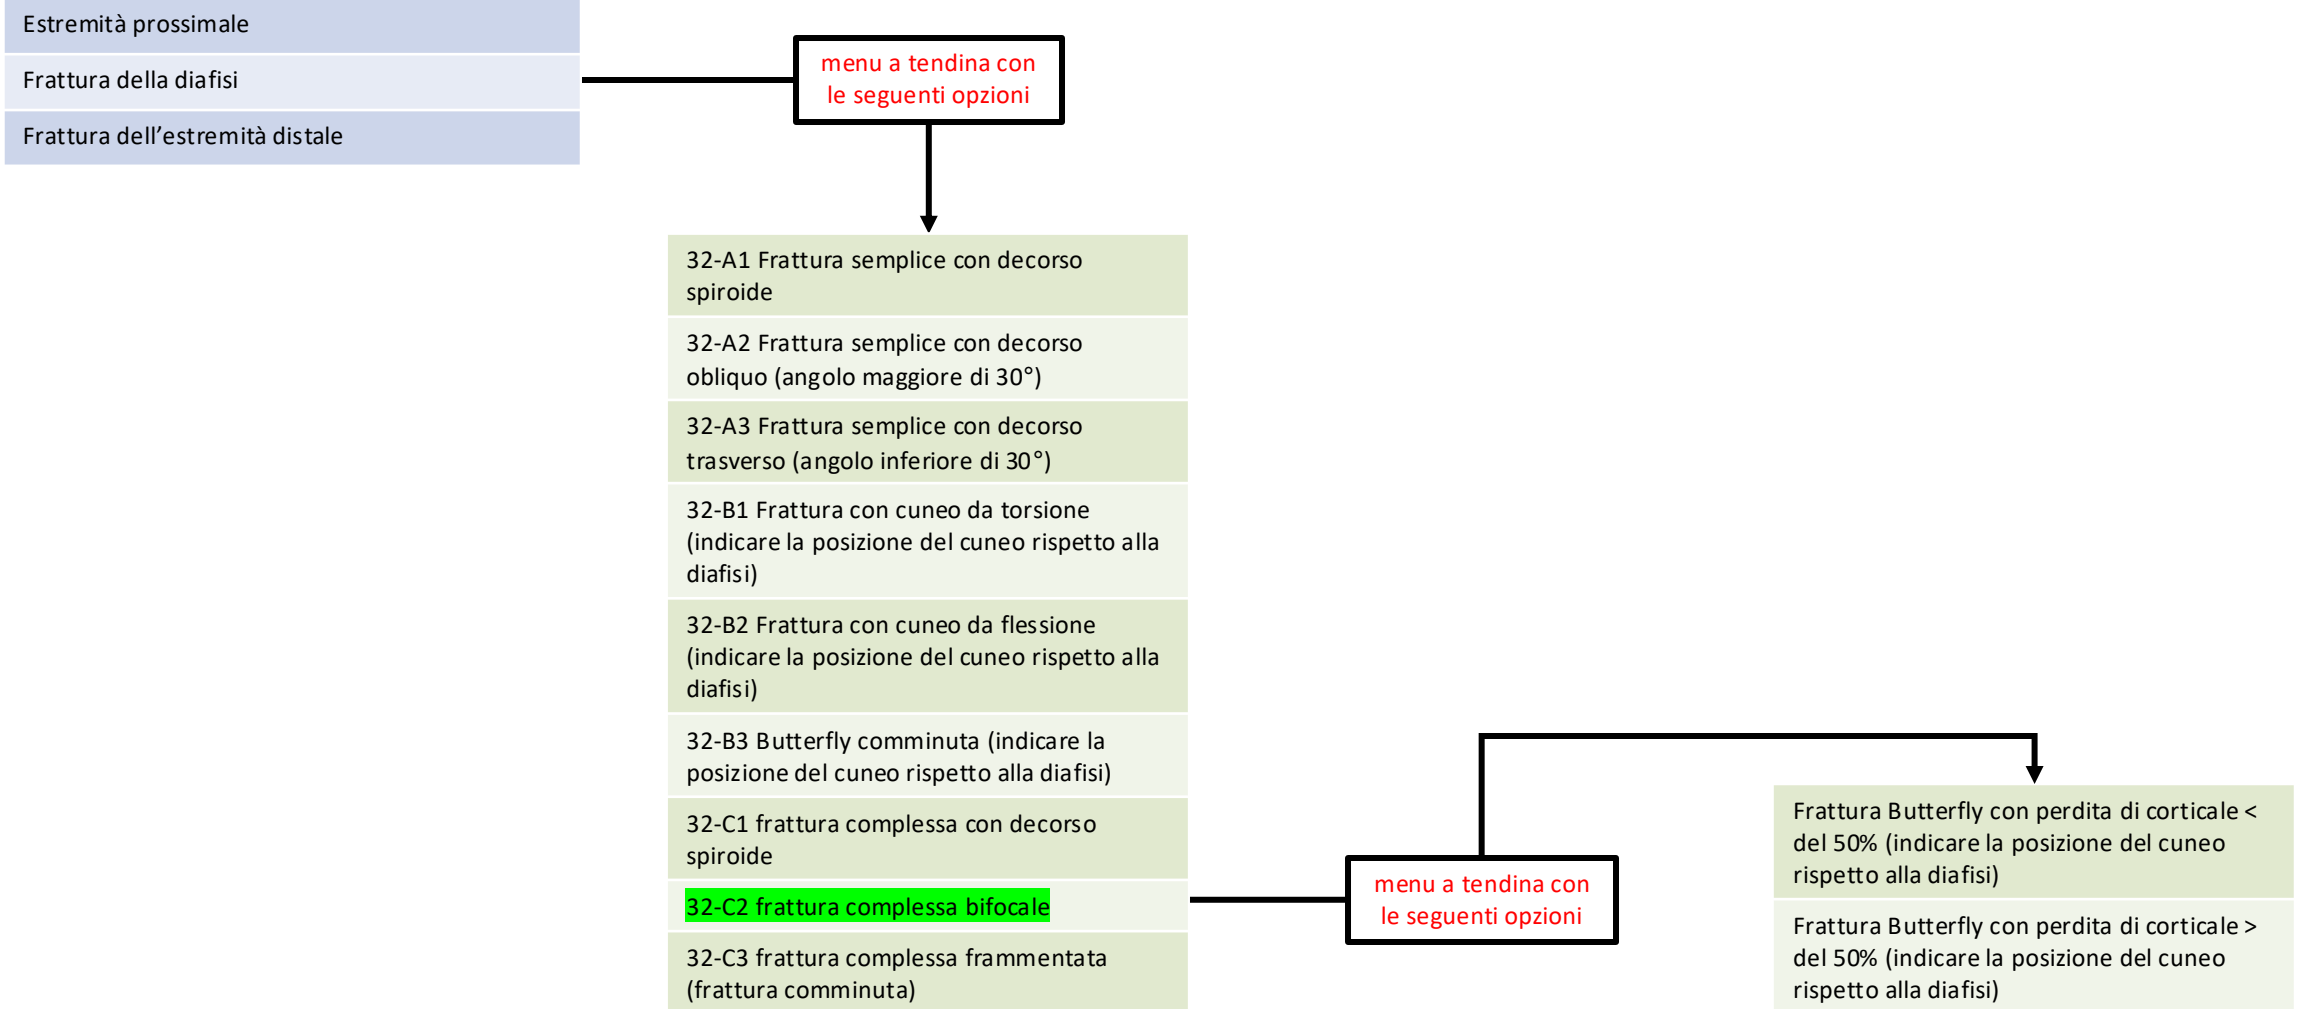 Estremità prossimale
Frattura della diafisi
Frattura dell’estremità distale
menu a tendina con
le seguenti opzioni
32-A1 Frattura semplice con decorso
spiroide
32-A2 Frattura semplice con decorso
obliquo (angolo maggiore di 30°)
32-A3 Frattura semplice con decorso
trasverso (angolo inferiore di 30°)
32-B1 Frattura con cuneo da torsione
(indicare la posizione del cuneo rispetto alla
diafisi)
32-B2 Frattura con cuneo da flessione
(indicare la posizione del cuneo rispetto alla
diafisi)
32-B3 Butterfly comminuta (indicare la
posizione del cuneo rispetto alla diafisi)
32-C1 frattura complessa con decorso
spiroide
32-C2 frattura complessa bifocale
32-C3 frattura complessa frammentata
(frattura comminuta)
menu a tendina con
le seguenti opzioni
Frattura Butterfly con perdita di corticale <
del 50% (indicare la posizione del cuneo
rispetto alla diafisi)
Frattura Butterfly con perdita di corticale >
del 50% (indicare la posizione del cuneo
rispetto alla diafisi)